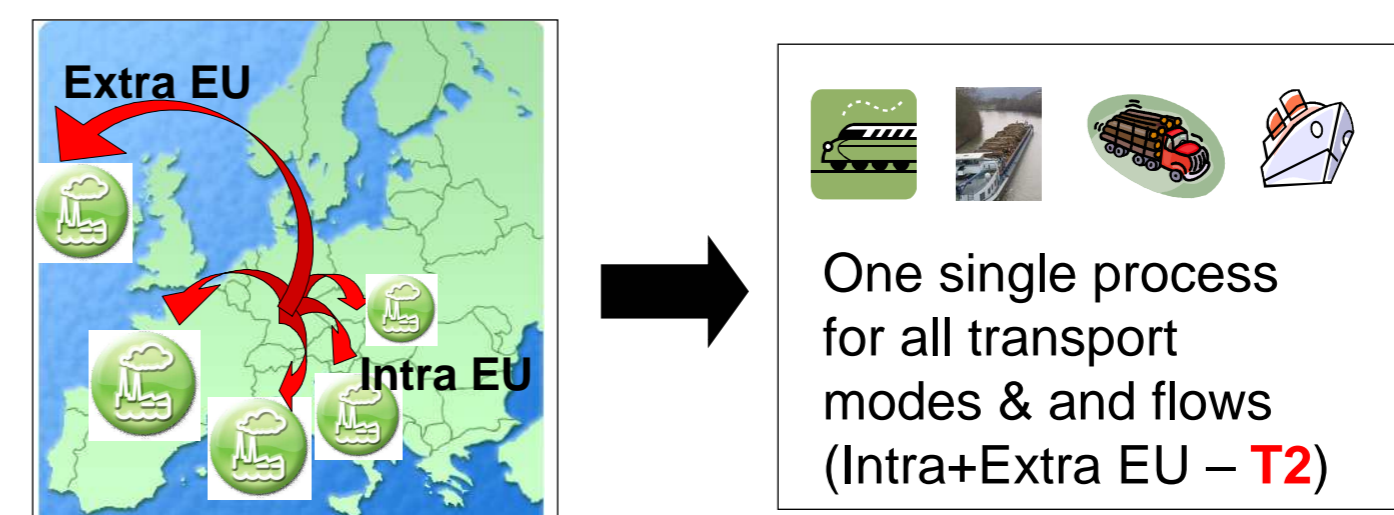 Extra EU
Intra EU
One single process
for all transport
modes & and flows
(Intra+Extra EU – T2)